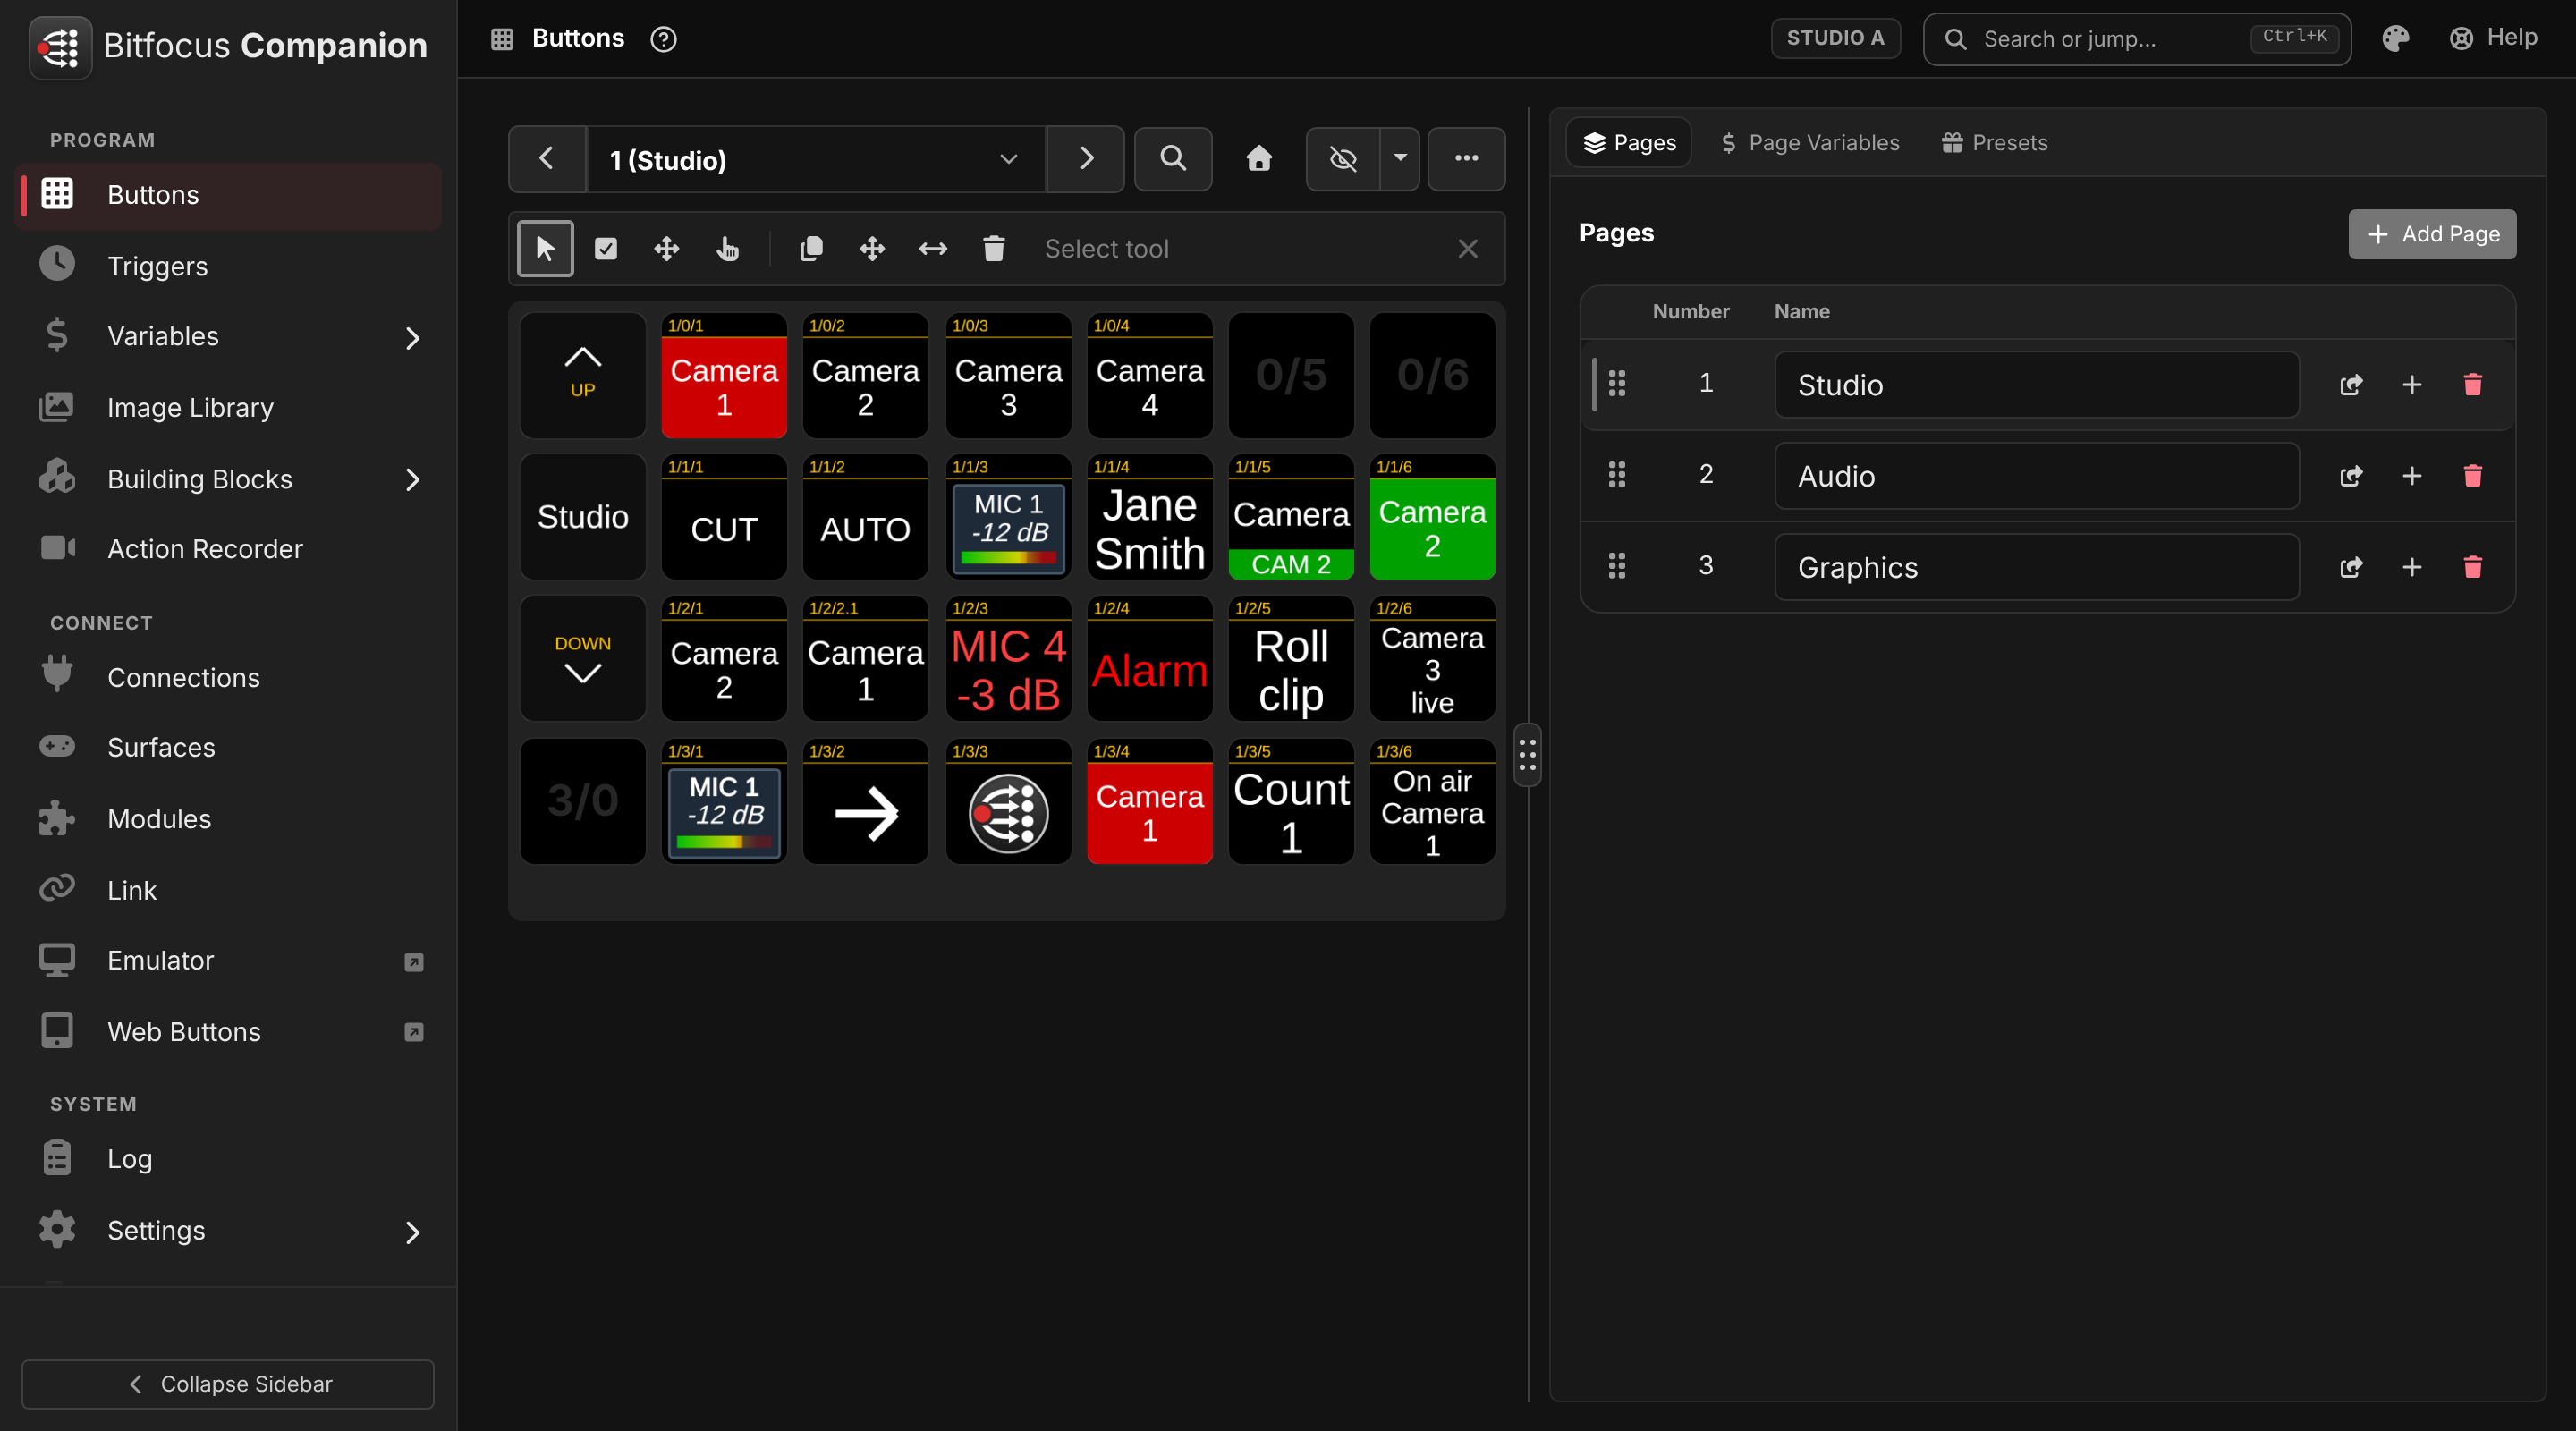 Bitfocus Companion
PROGRAM
Buttons
Triggers
Variables
Image Library
Building Blocks
Action Recorder
CONNECT
Connections
Surfaces
Modules
Link
Emulator
Web Buttons
SYSTEM
Log
Settings
Collapse Sidebar
Buttons
STUDIO A
Search or jump...
Ctrl+K
Help
1 (Studio)
Select tool
UP
1/0/1
Camera
1
1/0/2
Camera
2
1/0/3
Camera
3
1/0/4
Camera
4
0/5
0/6
Studio
1/1/1
CUT
1/1/2
AUTO
1/1/3
MIC 1
-12 dB
1/1/4
Jane
Smith
1/1/5
Camera
CAM 2
1/1/6
Camera
2
DOWN
1/2/1
Camera
2
1/2/2.1
Camera
1
1/2/3
MIC 4
-3 dB
1/2/4
Alarm
1/2/5
Roll
clip
1/2/6
Camera
3
live
3/0
1/3/1
MIC 1
-12 dB
1/3/2
1/3/3
1/3/4
Camera
1
1/3/5
Count
1
1/3/6
On air
Camera
1
Pages
Page Variables
Presets
Pages
Add Page
Number Name
1 Studio
2 Audio
3 Graphics